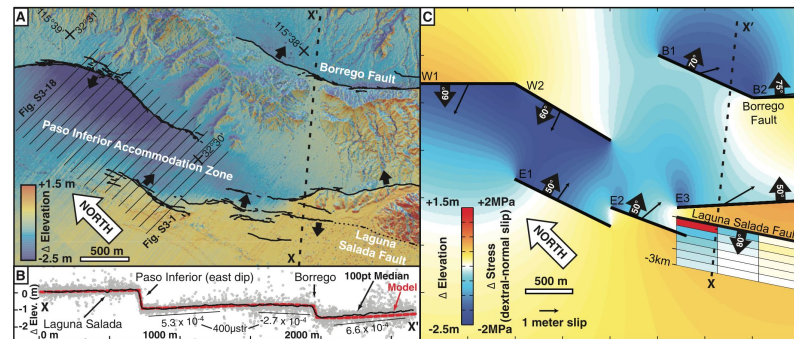 A
115°39'
32°31'
115°38'
X'
Borrego Fault
Fig. S3-18
Paso Inferior Accommodation Zone
32°30'
+1.5 m
Δ Elevation
-2.5 m
NORTH
500 m
Fig. S3-1
X
Laguna
Salada Fault
B
Δ Elev. (m)
0
-1
-2
X
Paso Inferior (east dip)
Borrego
100pt Median
Model
Laguna Salada
5.3 x 10-4
400µstr
-2.7 x 10-4
6.6 x 10-4
0 m
1000 m
2000 m
X'
C
X'
B1
70°
W1
W2
60°
60°
B2
75°
Borrego
Fault
E1
50°
E2
50°
E3
50°
Laguna Salada Fault
80°
-3km
X
+1.5m
Δ Elevation
-2.5m
+2MPa
Δ Stress
(dextral-normal slip)
-2MPa
NORTH
500 m
1 meter slip